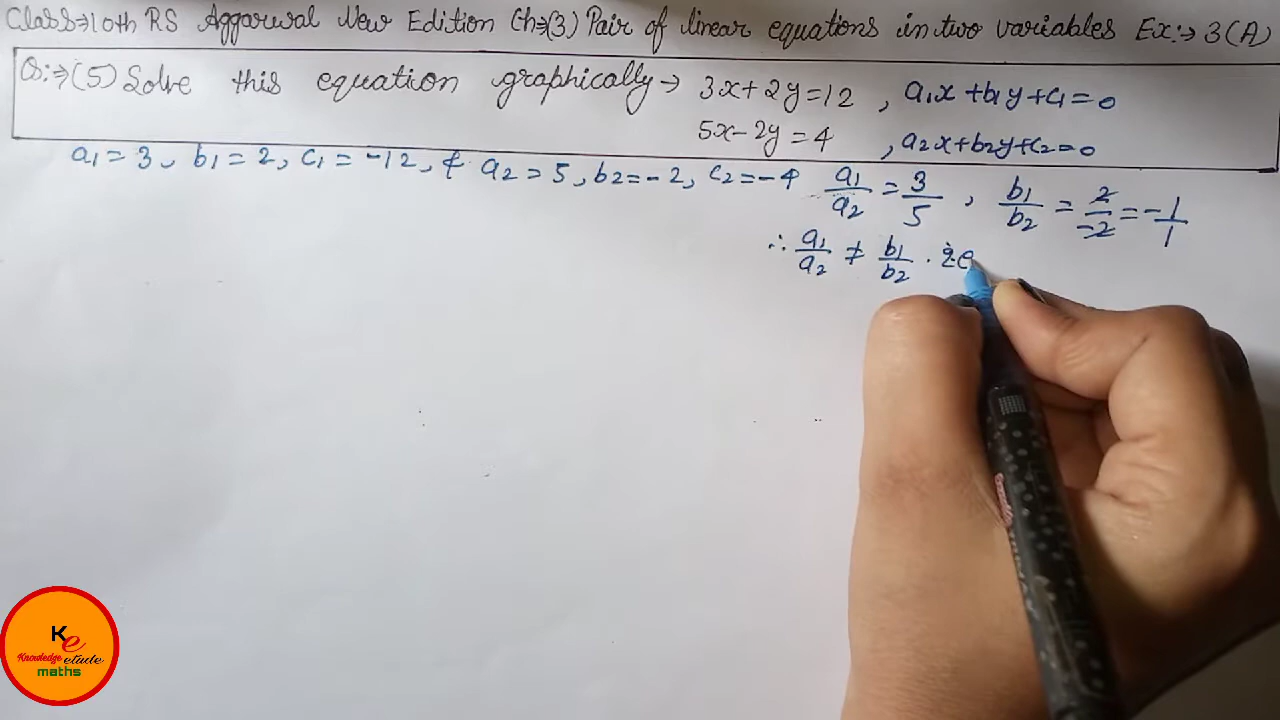 Class⇒10th RS Aggarwal New Edition Ch⇒(3) Pair of linear equations in two variables Ex:→ 3(A)
Q:⇒(5) Solve this equation graphically→ 3x+2y=12 , a₁x+b₁y+c₁=0
5x-2y=4 , a₂x+b₂y+c₂=0
a₁=3, b₁=2, c₁=-12, & a₂=5, b₂=-2, c₂=-4 a₁/a₂ = 3/5 , b₁/b₂ = 2/-2 = -1/1
∴ a₁/a₂ ≠ b₁/b₂ .
Ke
Knowledge etade
maths